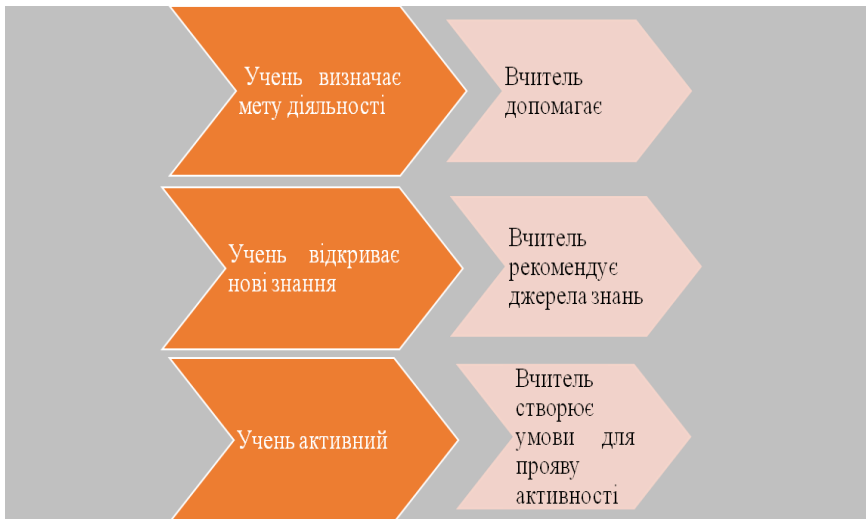 Учень визначає
мету діяльності
Вчитель
допомагає
Учень відкриває
нові знання
Вчитель
рекомендує
джерела знань
Учень активний
Вчитель
створює
умови для
прояву
активності